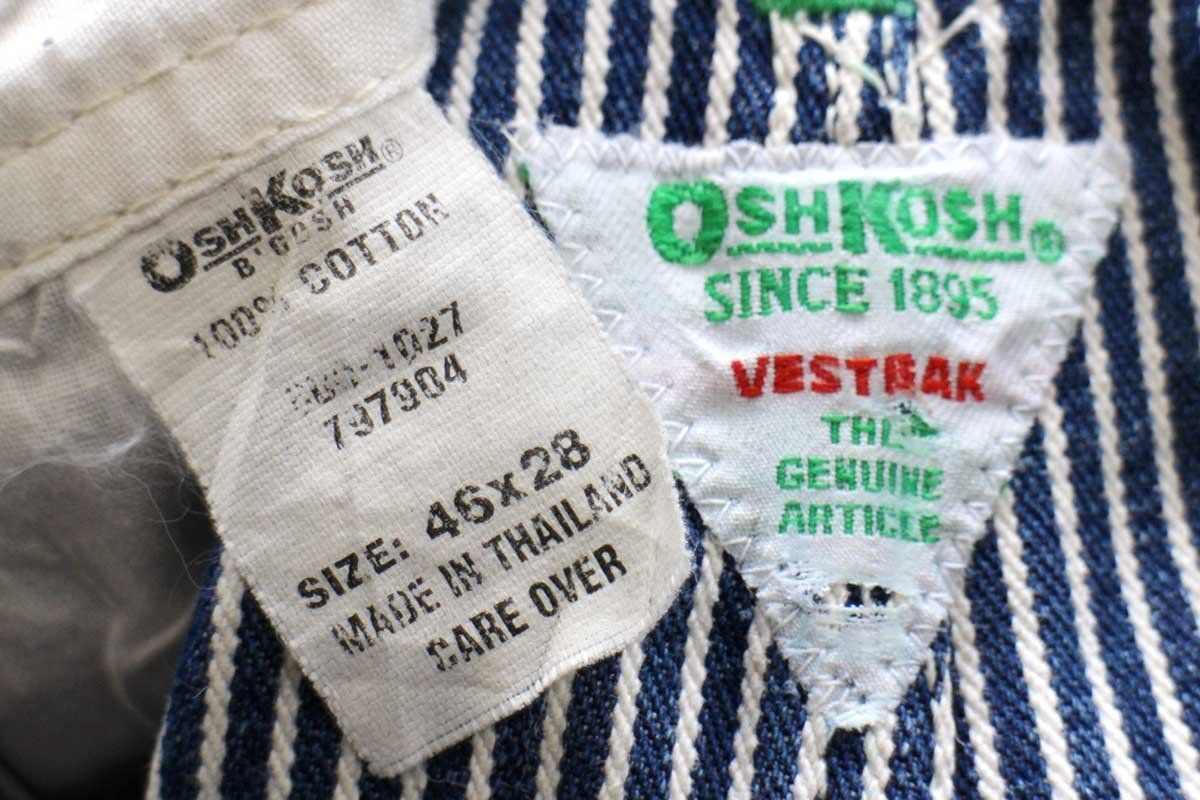 OSHKOSH®
B'GOSH
100% COTTON
-1027
797904
SIZE: 46x28
MADE IN THAILAND
CARE OVER
OSHKOSH®
SINCE 1895
VESTBAK
THE
GENUINE
ARTICLE